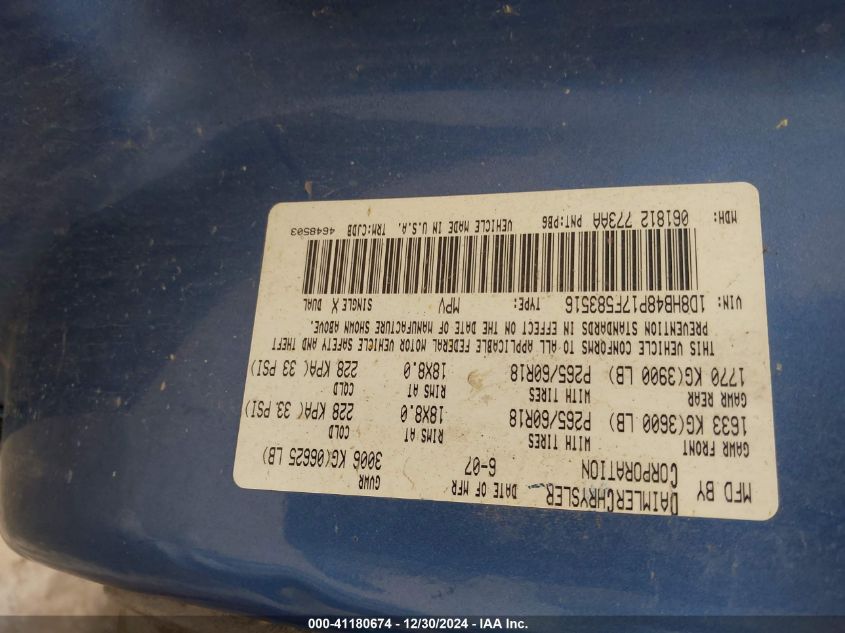 MFD BY DAIMLERCHRYSLER CORPORATION DATE OF MFR 6-07 GVWR 3006 KG(06625 LB)
GAWR FRONT WITH TIRES RIMS AT COLD
1633 KG(3600 LB) P265/60R18 18X8.0 228 KPA( 33 PSI)
GAWR REAR WITH TIRES RIMS AT COLD
1770 KG(3900 LB) P265/60R18 18X8.0 228 KPA( 33 PSI)
THIS VEHICLE CONFORMS TO ALL APPLICABLE FEDERAL MOTOR VEHICLE SAFETY AND THEFT
PREVENTION STANDARDS IN EFFECT ON THE DATE OF MANUFACTURE SHOWN ABOVE.
VIN: 1D8HB48P17F583516 TYPE: MPV SINGLE X DUAL
MDH: 061812 773AA PNT:PB6 VEHICLE MADE IN U.S.A. TRM:CJDB 4648503
000-41180674 - 12/30/2024 - IAA Inc.